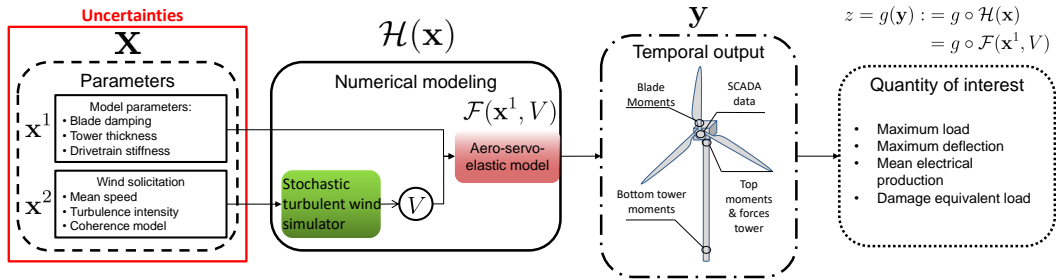 Uncertainties
x
Parameters
x¹
Model parameters:
• Blade damping
• Tower thickness
• Drivetrain stiffness
x²
Wind solicitation
• Mean speed
• Turbulence intensity
• Coherence model
H(x)
Numerical modeling
F(x¹, V)
Aero-servo-
elastic model
Stochastic
turbulent wind
simulator
V
y
Temporal output
Blade
Moments
SCADA
data
Bottom tower
moments
Top
moments
& forces
tower
z = g(y) := g ∘ H(x)
= g ∘ F(x¹, V)
Quantity of interest
• Maximum load
• Maximum deflection
• Mean electrical
production
• Damage equivalent load